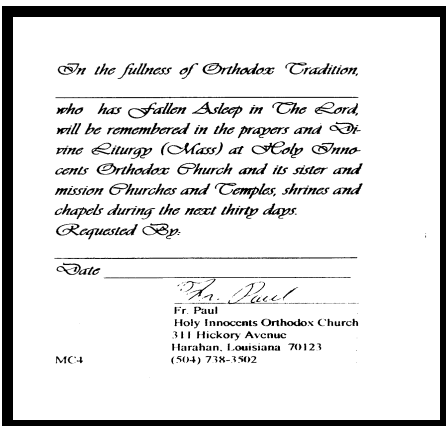 In the fullness of Orthodox Tradition,
who has Fallen Asleep in The Lord,
will be remembered in the prayers and Di-
vine Liturgy (Mass) at Holy Inno-
cents Orthodox Church and its sister and
mission Churches and Temples, shrines and
chapels during the next thirty days.
Requested By:
Date
Fr. Paul
Fr. Paul
Holy Innocents Orthodox Church
311 Hickory Avenue
Harahan, Louisiana 70123
MC4 (504) 738-3502